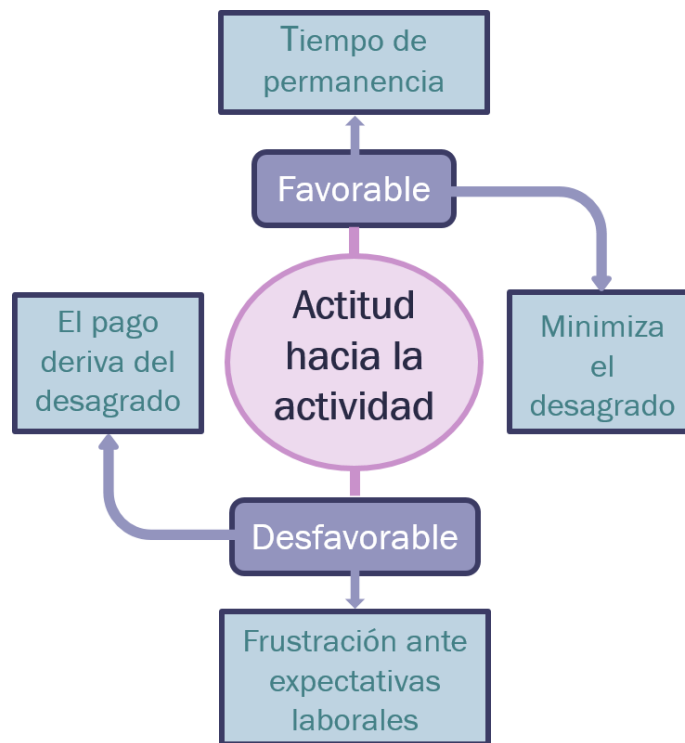 Tiempo de
permanencia
Favorable
Actitud
hacia la
actividad
El pago
deriva del
desagrado
Minimiza
el
desagrado
Desfavorable
Frustración ante
expectativas
laborales